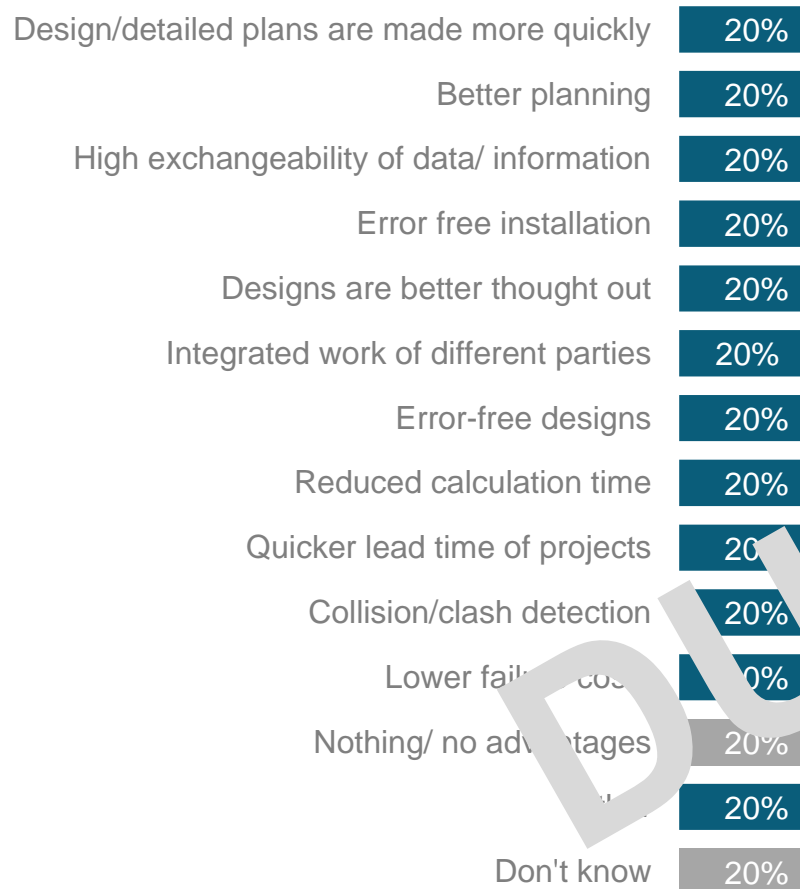 Design/detailed plans are made more quickly 20%
Better planning 20%
High exchangeability of data/ information 20%
Error free installation 20%
Designs are better thought out 20%
Integrated work of different parties 20%
Error-free designs 20%
Reduced calculation time 20%
Quicker lead time of projects
Collision/clash detection 20%
Lower
Nothing/ no 20%
20%
Don't know 20%
DU